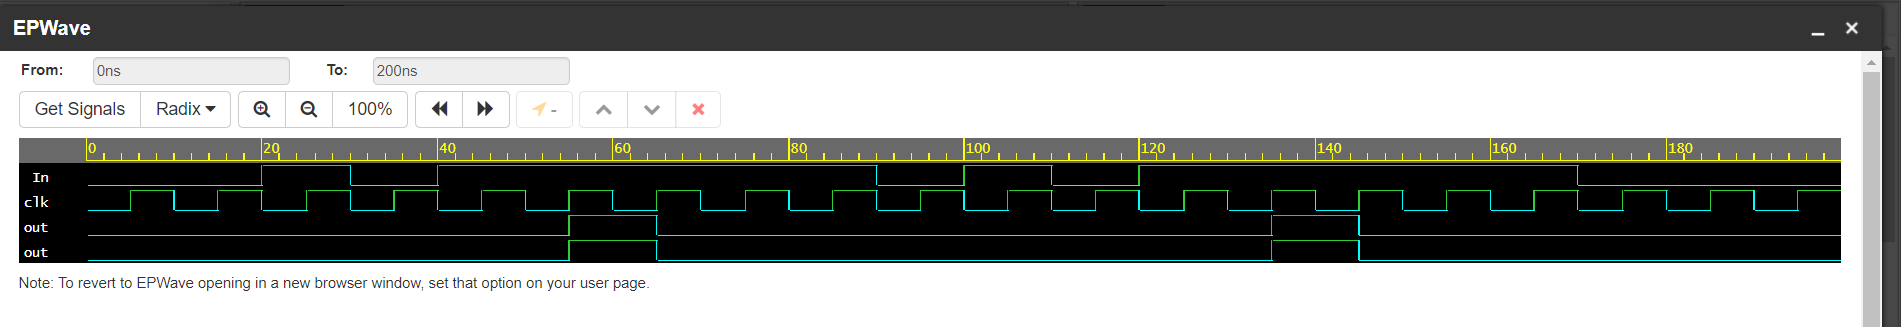 EPWave
From: 0ns To: 200ns
Get Signals Radix 100% -
0 20 40 60 80 100 120 140 160 180
In
clk
out
out
Note: To revert to EPWave opening in a new browser window, set that option on your user page.